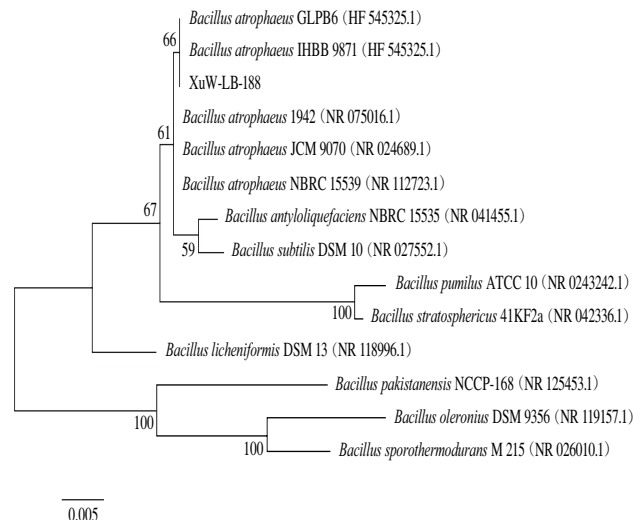 Bacillus atrophaeus GLPB6 (HF 545325.1)
66
Bacillus atrophaeus IHBB 9871 (HF 545325.1)
XuW-LB-188
Bacillus atrophaeus 1942 (NR 075016.1)
61
Bacillus atrophaeus JCM 9070 (NR 024689.1)
Bacillus atrophaeus NBRC 15539 (NR 112723.1)
67
Bacillus antyloliquefaciens NBRC 15535 (NR 041455.1)
59
Bacillus subtilis DSM 10 (NR 027552.1)
Bacillus pumilus ATCC 10 (NR 0243242.1)
100
Bacillus stratosphericus 41KF2a (NR 042336.1)
Bacillus licheniformis DSM 13 (NR 118996.1)
Bacillus pakistanensis NCCP-168 (NR 125453.1)
100
Bacillus oleronius DSM 9356 (NR 119157.1)
100
Bacillus sporothermodurans M 215 (NR 026010.1)
0.005